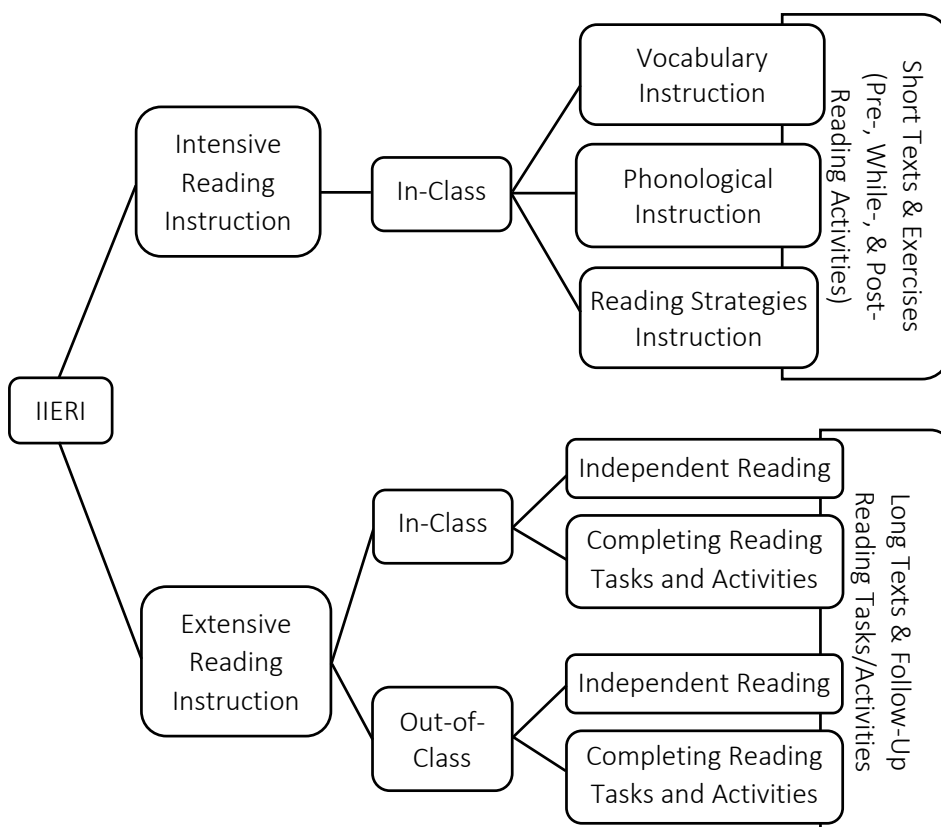 IIERI
Intensive
Reading
Instruction
In-Class
Vocabulary
Instruction
Phonological
Instruction
Reading Strategies
Instruction
Short Texts & Exercises
(Pre-, While-, & Post-
Reading Activities)
Extensive
Reading
Instruction
In-Class
Independent Reading
Completing Reading
Tasks and Activities
Out-of-
Class
Independent Reading
Completing Reading
Tasks and Activities
Long Texts & Follow-Up
Reading Tasks/Activities